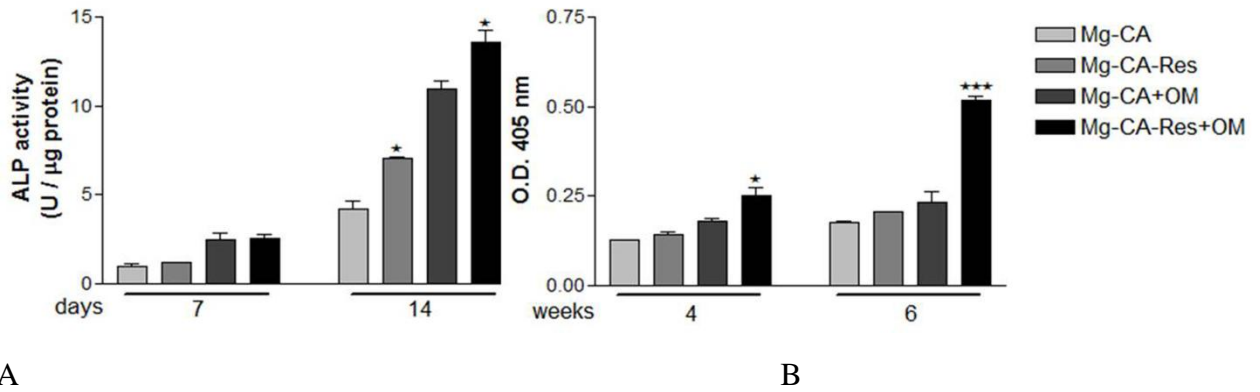 ALP activity
(U / µg protein)
15
10
5
0
days 7 14
★
★
O.D. 405 nm
0.75
0.50
0.25
0.00
weeks 4 6
★
★★★
Mg-CA
Mg-CA-Res
Mg-CA+OM
Mg-CA-Res+OM
A B